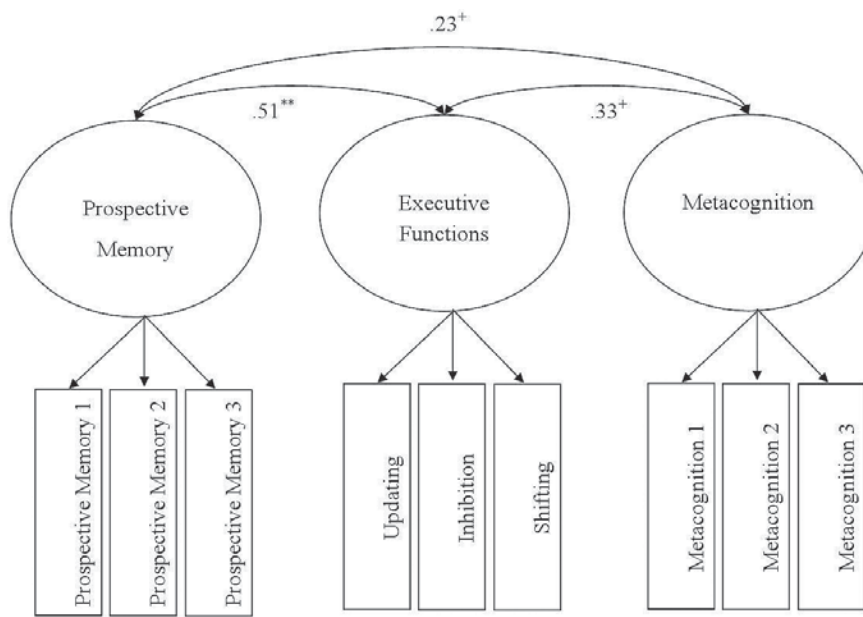 .23+
.51**
.33+
Prospective
Memory
Executive
Functions
Metacognition
Prospective Memory 1
Prospective Memory 2
Prospective Memory 3
Updating
Inhibition
Shifting
Metacognition 1
Metacognition 2
Metacognition 3